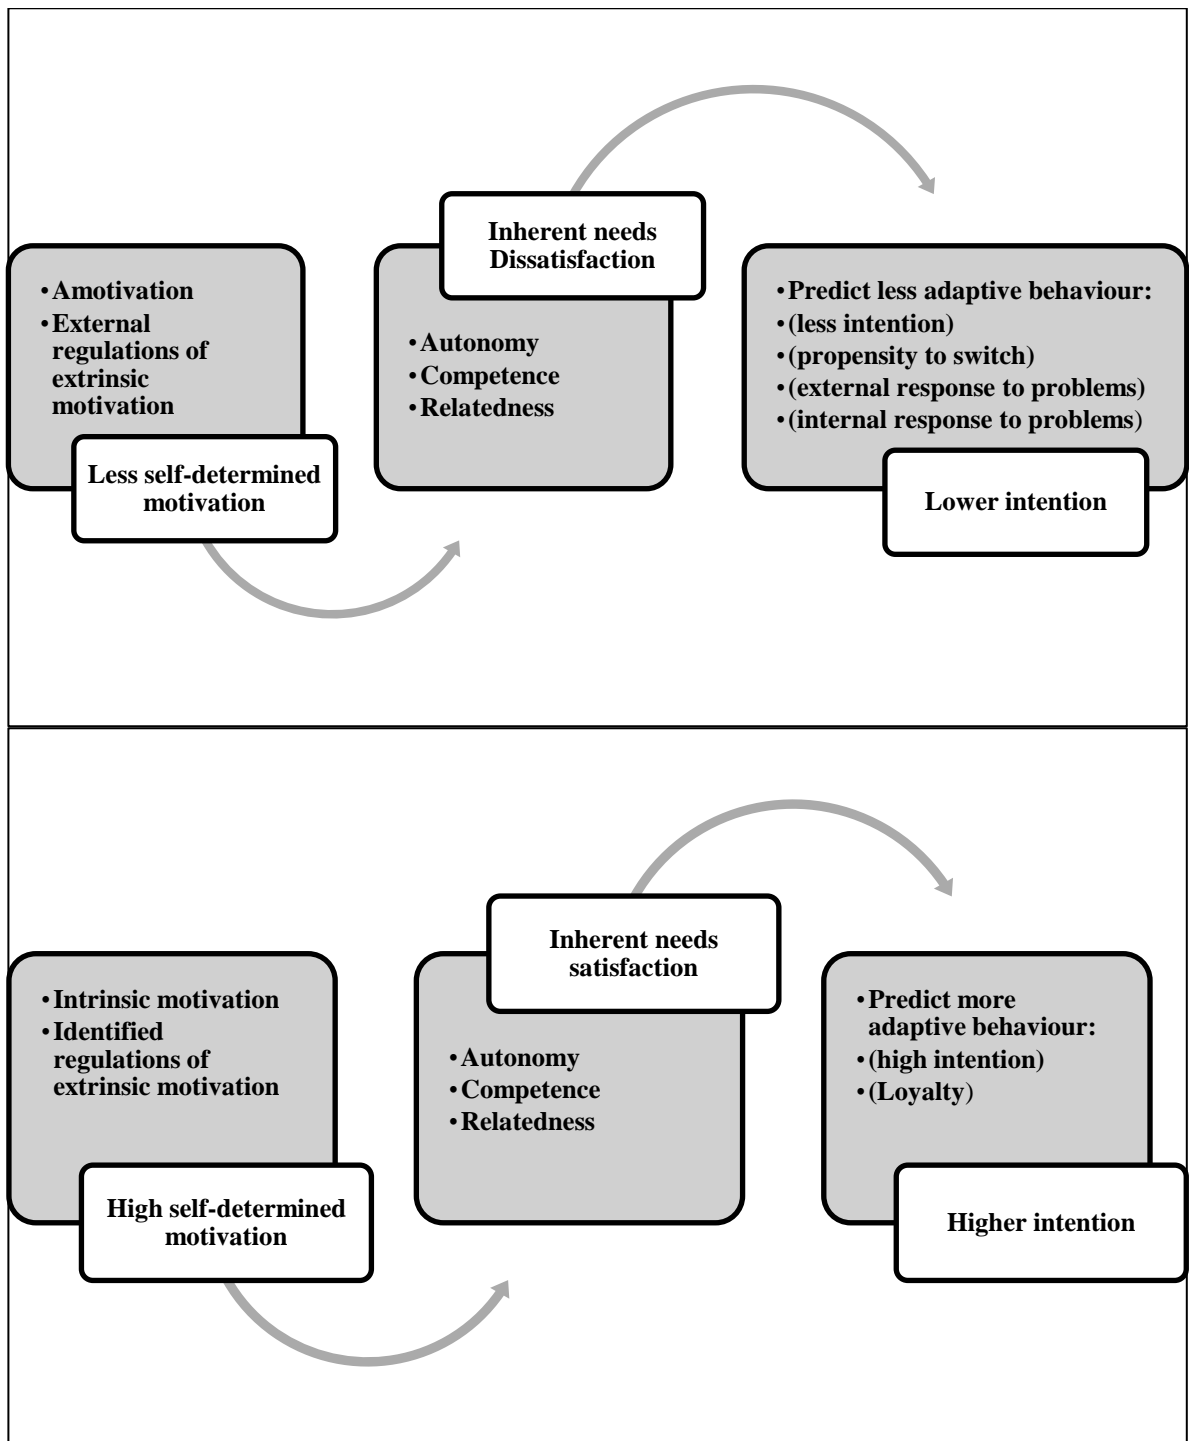 • Amotivation
• External
regulations of
extrinsic
motivation
Less self-determined
motivation
Inherent needs
Dissatisfaction
• Autonomy
• Competence
• Relatedness
• Predict less adaptive behaviour:
• (less intention)
• (propensity to switch)
• (external response to problems)
• (internal response to problems)
Lower intention
• Intrinsic motivation
• Identified
regulations of
extrinsic motivation
High self-determined
motivation
Inherent needs
satisfaction
• Autonomy
• Competence
• Relatedness
• Predict more
adaptive behaviour:
• (high intention)
• (Loyalty)
Higher intention